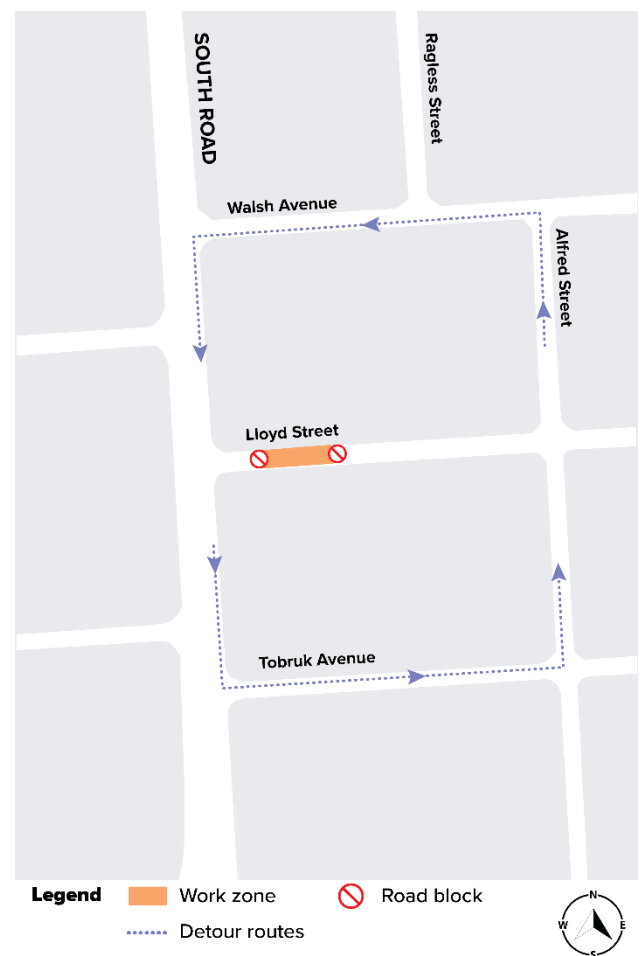 SOUTH ROAD
Ragless Street
Walsh Avenue
Alfred Street
Lloyd Street
Tobruk Avenue
Legend
Work zone
Road block
Detour routes
N
W
E
S